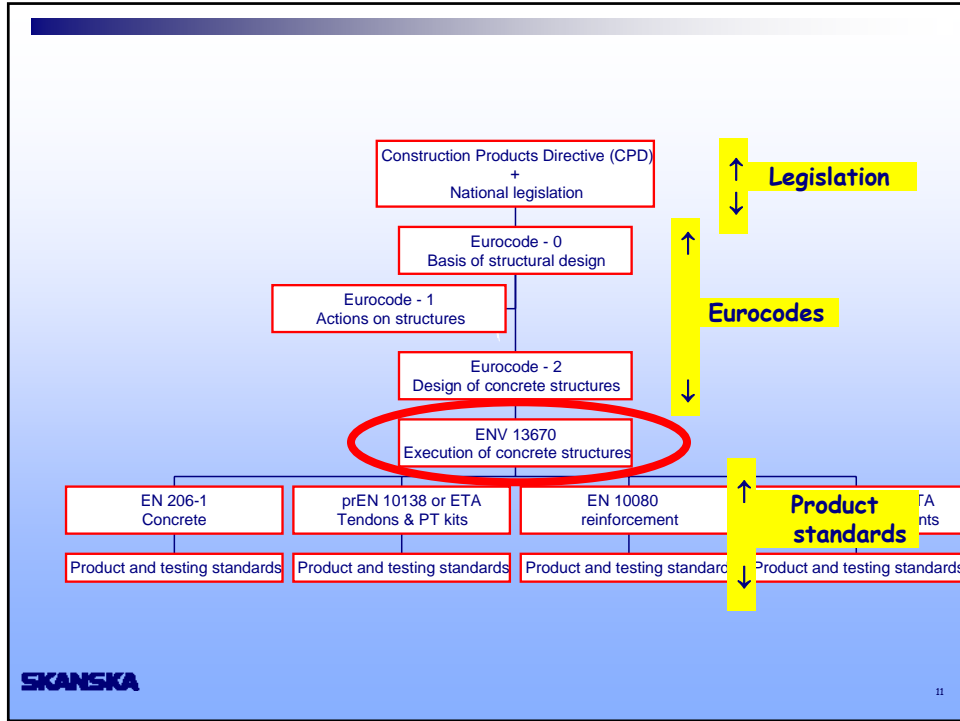 Construction Products Directive (CPD)
+
National legislation
↑
↓
Legislation
Eurocode - 0
Basis of structural design
Eurocode - 1
Actions on structures
↑
Eurocodes
↓
Eurocode - 2
Design of concrete structures
ENV 13670
Execution of concrete structures
EN 206-1
Concrete
prEN 10138 or ETA
Tendons & PT kits
EN 10080
reinforcement
↑
Product
standards
↓
Product and testing standards
Product and testing standards
Product and testing
Product and testing standards
SKANSKA
11